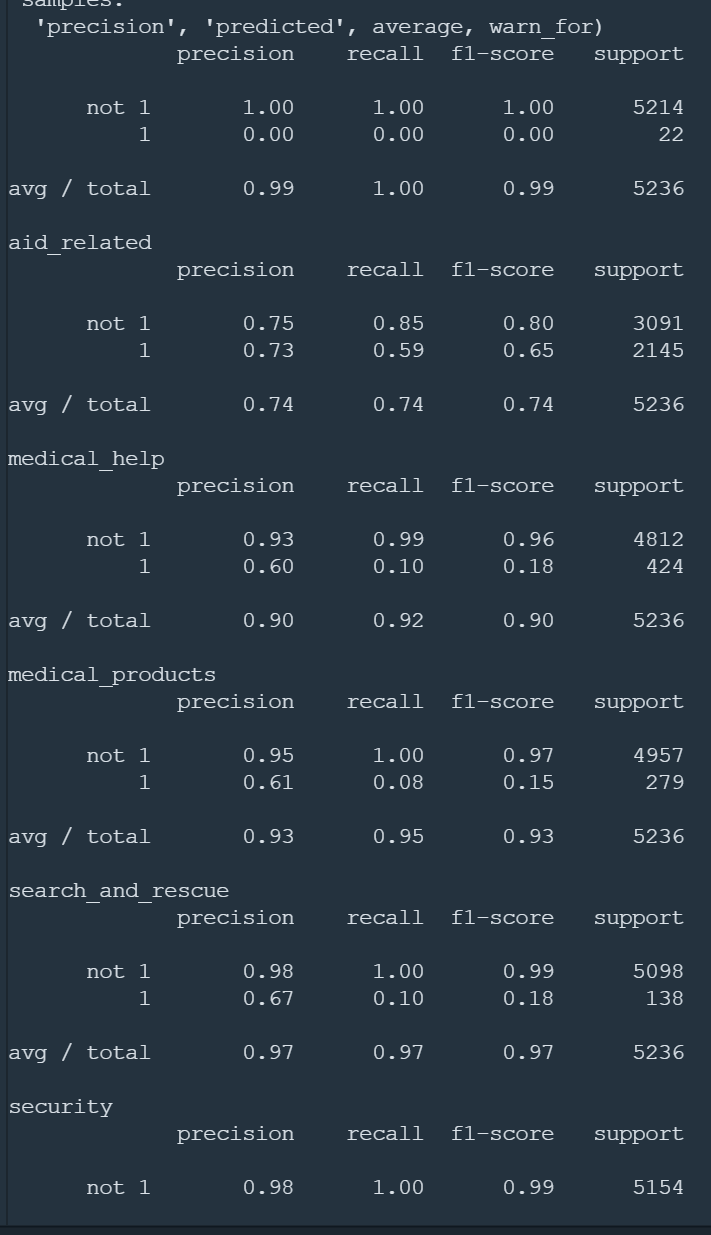 samples.
 'precision', 'predicted', average, warn_for)
             precision    recall  f1-score   support

      not 1       1.00      1.00      1.00      5214
          1       0.00      0.00      0.00        22

avg / total       0.99      1.00      0.99      5236

aid_related
             precision    recall  f1-score   support

      not 1       0.75      0.85      0.80      3091
          1       0.73      0.59      0.65      2145

avg / total       0.74      0.74      0.74      5236

medical_help
             precision    recall  f1-score   support

      not 1       0.93      0.99      0.96      4812
          1       0.60      0.10      0.18       424

avg / total       0.90      0.92      0.90      5236

medical_products
             precision    recall  f1-score   support

      not 1       0.95      1.00      0.97      4957
          1       0.61      0.08      0.15       279

avg / total       0.93      0.95      0.93      5236

search_and_rescue
             precision    recall  f1-score   support

      not 1       0.98      1.00      0.99      5098
          1       0.67      0.10      0.18       138

avg / total       0.97      0.97      0.97      5236

security
             precision    recall  f1-score   support

      not 1       0.98      1.00      0.99      5154